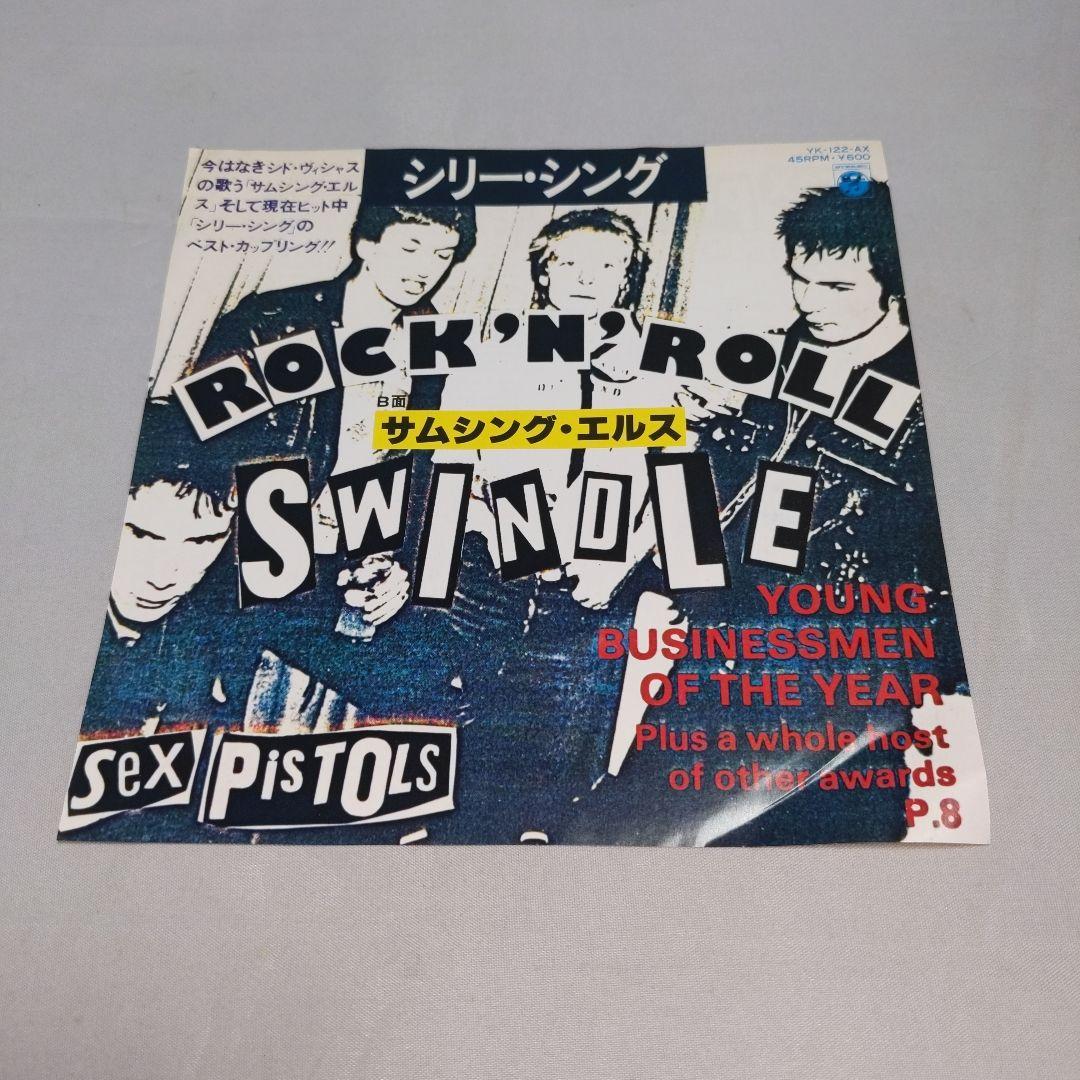 今はなきシド・ヴィシャス
の歌う「サムシング・エル
ス」そして現在ヒット中
「シリー・シング」の
ベスト・カップリング!!
シリー・シング
YK-122-AX
45RPM・¥600
ROCK 'N' ROLL
B面
サムシング・エルス
SWINDLE
YOUNG
BUSINESSMEN
OF THE YEAR
Plus a whole host
of other awards
P.8
SeX PiSTOLS